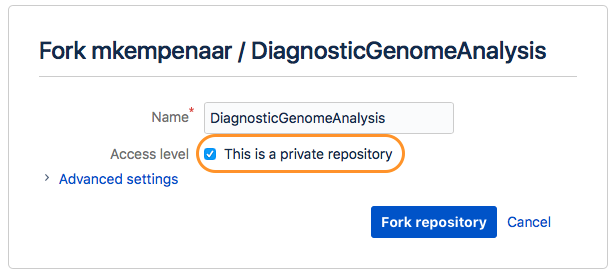 Fork mkempenaar / DiagnosticGenomeAnalysis
Name*
DiagnosticGenomeAnalysis
Access level
This is a private repository
Advanced settings
Fork repository
Cancel